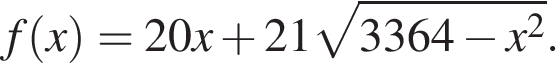 f(x) = 20x + 21√(3364 − x²).